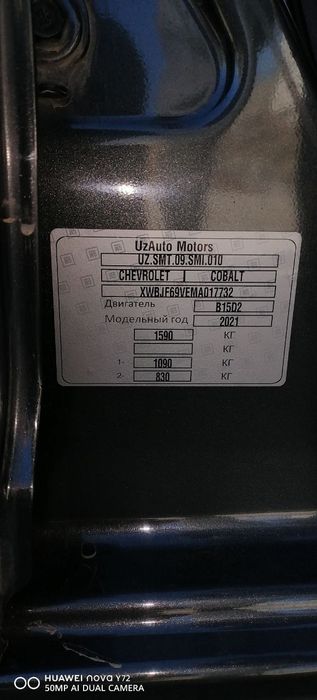 UzAuto Motors
UZ.SMT.09.SMI.010
CHEVROLET COBALT
XWBJF69VEMA017732
Двигатель B15D2
Модельный год 2021
1590 КГ
КГ
1- 1090 КГ
2- 830 КГ
HUAWEI nova Y72
50MP AI DUAL CAMERA